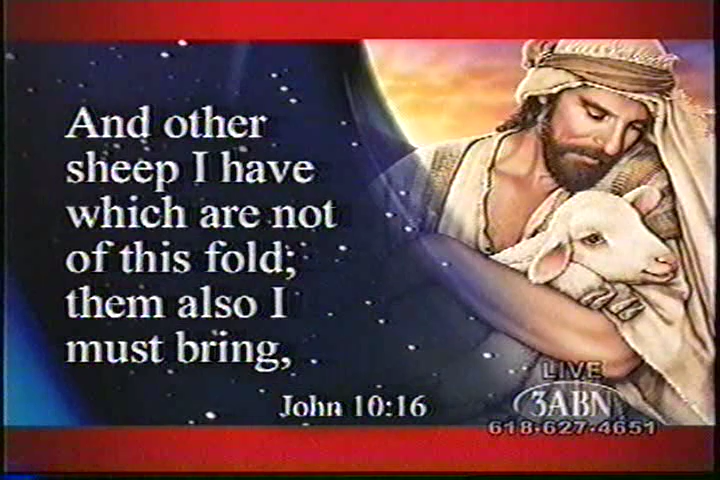 And other
sheep I have
which are not
of this fold;
them also I
must bring,
John 10:16
LIVE
3ABN
618-627-4651